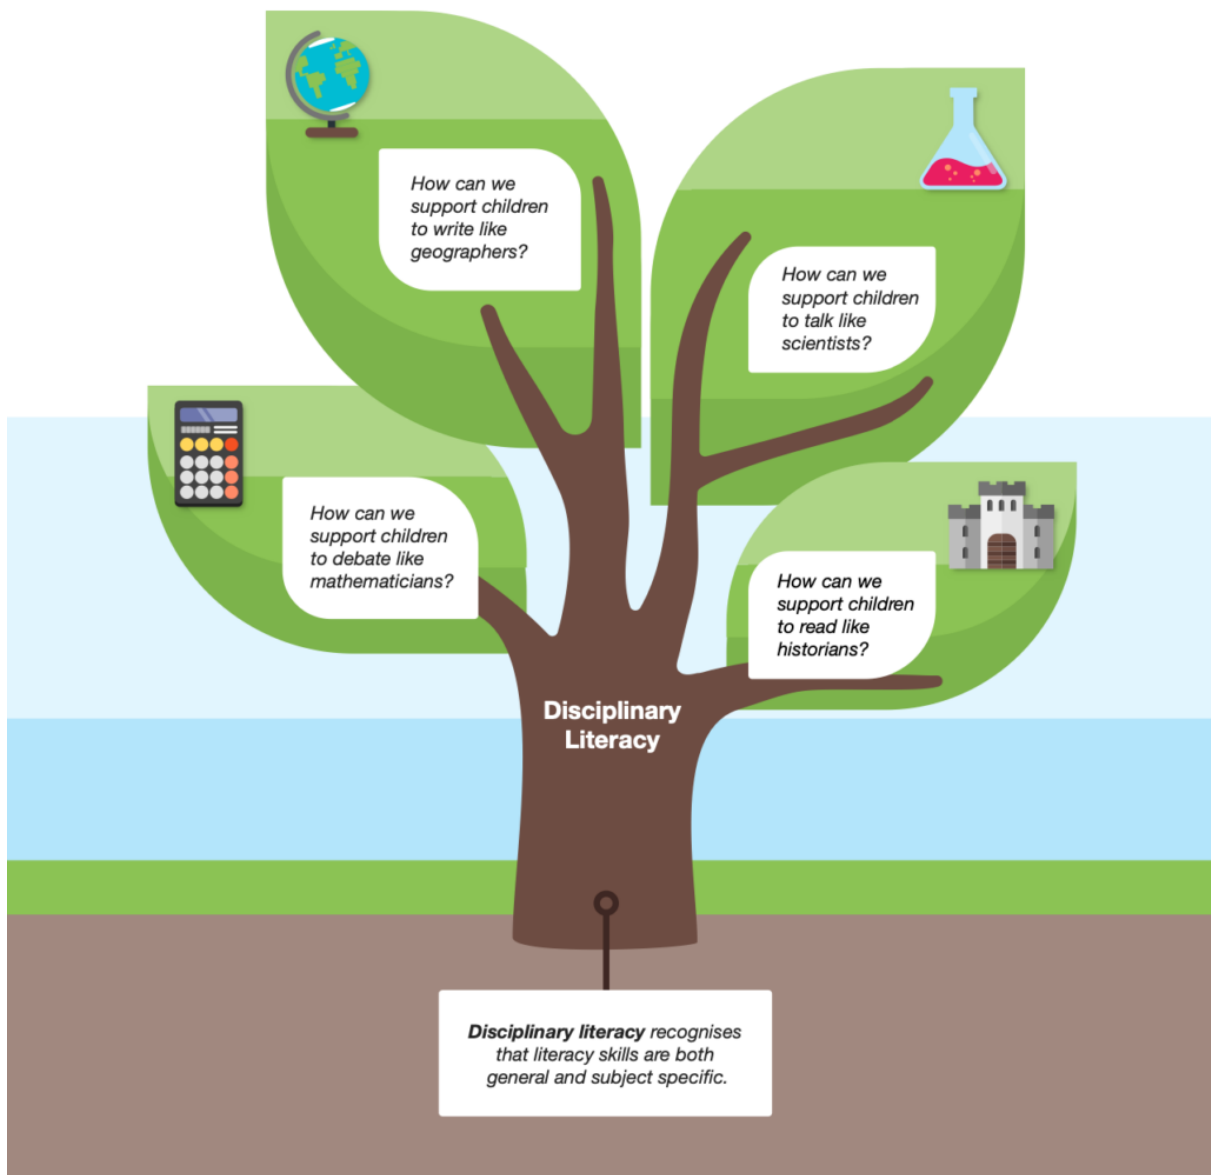 How can we
support children
to write like
geographers?
How can we
support children
to talk like
scientists?
How can we
support children
to debate like
mathematicians?
How can we
support children
to read like
historians?
Disciplinary
Literacy
Disciplinary literacy recognises
that literacy skills are both
general and subject specific.